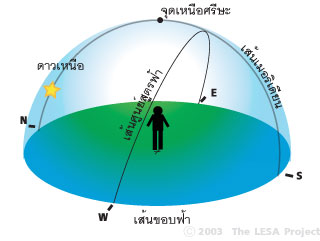 จุดเหนือศรีษะ
ดาวเหนือ
เส้นเมอริเดียน
เส้นศูนย์สูตรฟ้า
E
N
S
W
เส้นขอบฟ้า
© 2003 The LESA Project